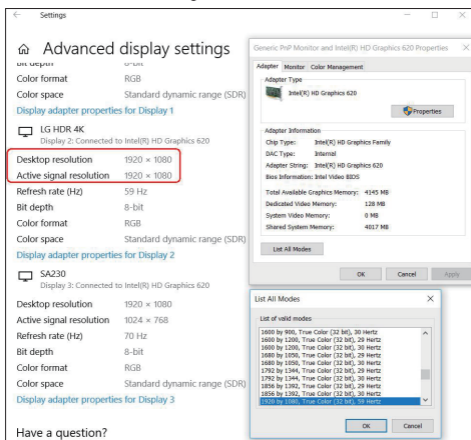 Settings
Advanced display settings
Bit depth 8-bit
Color format RGB
Color space Standard dynamic range (SDR)
Display adapter properties for Display 1
LG HDR 4K
Display 2: Connected to Intel(R) HD Graphics 620
Desktop resolution 1920 × 1080
Active signal resolution 1920 × 1080
Refresh rate (Hz) 59 Hz
Bit depth 8-bit
Color format RGB
Color space Standard dynamic range (SDR)
Display adapter properties for Display 2
SA230
Display 3: Connected to Intel(R) HD Graphics 620
Desktop resolution 1920 × 1080
Active signal resolution 1024 × 768
Refresh rate (Hz) 70 Hz
Bit depth 8-bit
Color format RGB
Color space Standard dynamic range (SDR)
Display adapter properties for Display 3
Have a question?
Generic PnP Monitor and Intel(R) HD Graphics 620 Properties
Adapter Monitor Color Management
Adapter Type
Intel(R) HD Graphics 620
Properties
Adapter Information
Chip Type: Intel(R) HD Graphics Family
DAC Type: Internal
Adapter String: Intel(R) HD Graphics 620
Bios Information: Intel Video BIOS
Total Available Graphics Memory: 4145 MB
Dedicated Video Memory: 128 MB
System Video Memory: 0 MB
Shared System Memory: 4017 MB
List All Modes
OK Cancel Apply
List All Modes
List of valid modes
1600 by 900, True Color (32 bit), 30 Hertz
1600 by 1200, True Color (32 bit), 29 Hertz
1600 by 1200, True Color (32 bit), 30 Hertz
1680 by 1050, True Color (32 bit), 29 Hertz
1680 by 1050, True Color (32 bit), 30 Hertz
1792 by 1344, True Color (32 bit), 29 Hertz
1792 by 1344, True Color (32 bit), 30 Hertz
1856 by 1392, True Color (32 bit), 29 Hertz
1856 by 1392, True Color (32 bit), 30 Hertz
1920 by 1080, True Color (32 bit), 59 Hertz
OK Cancel